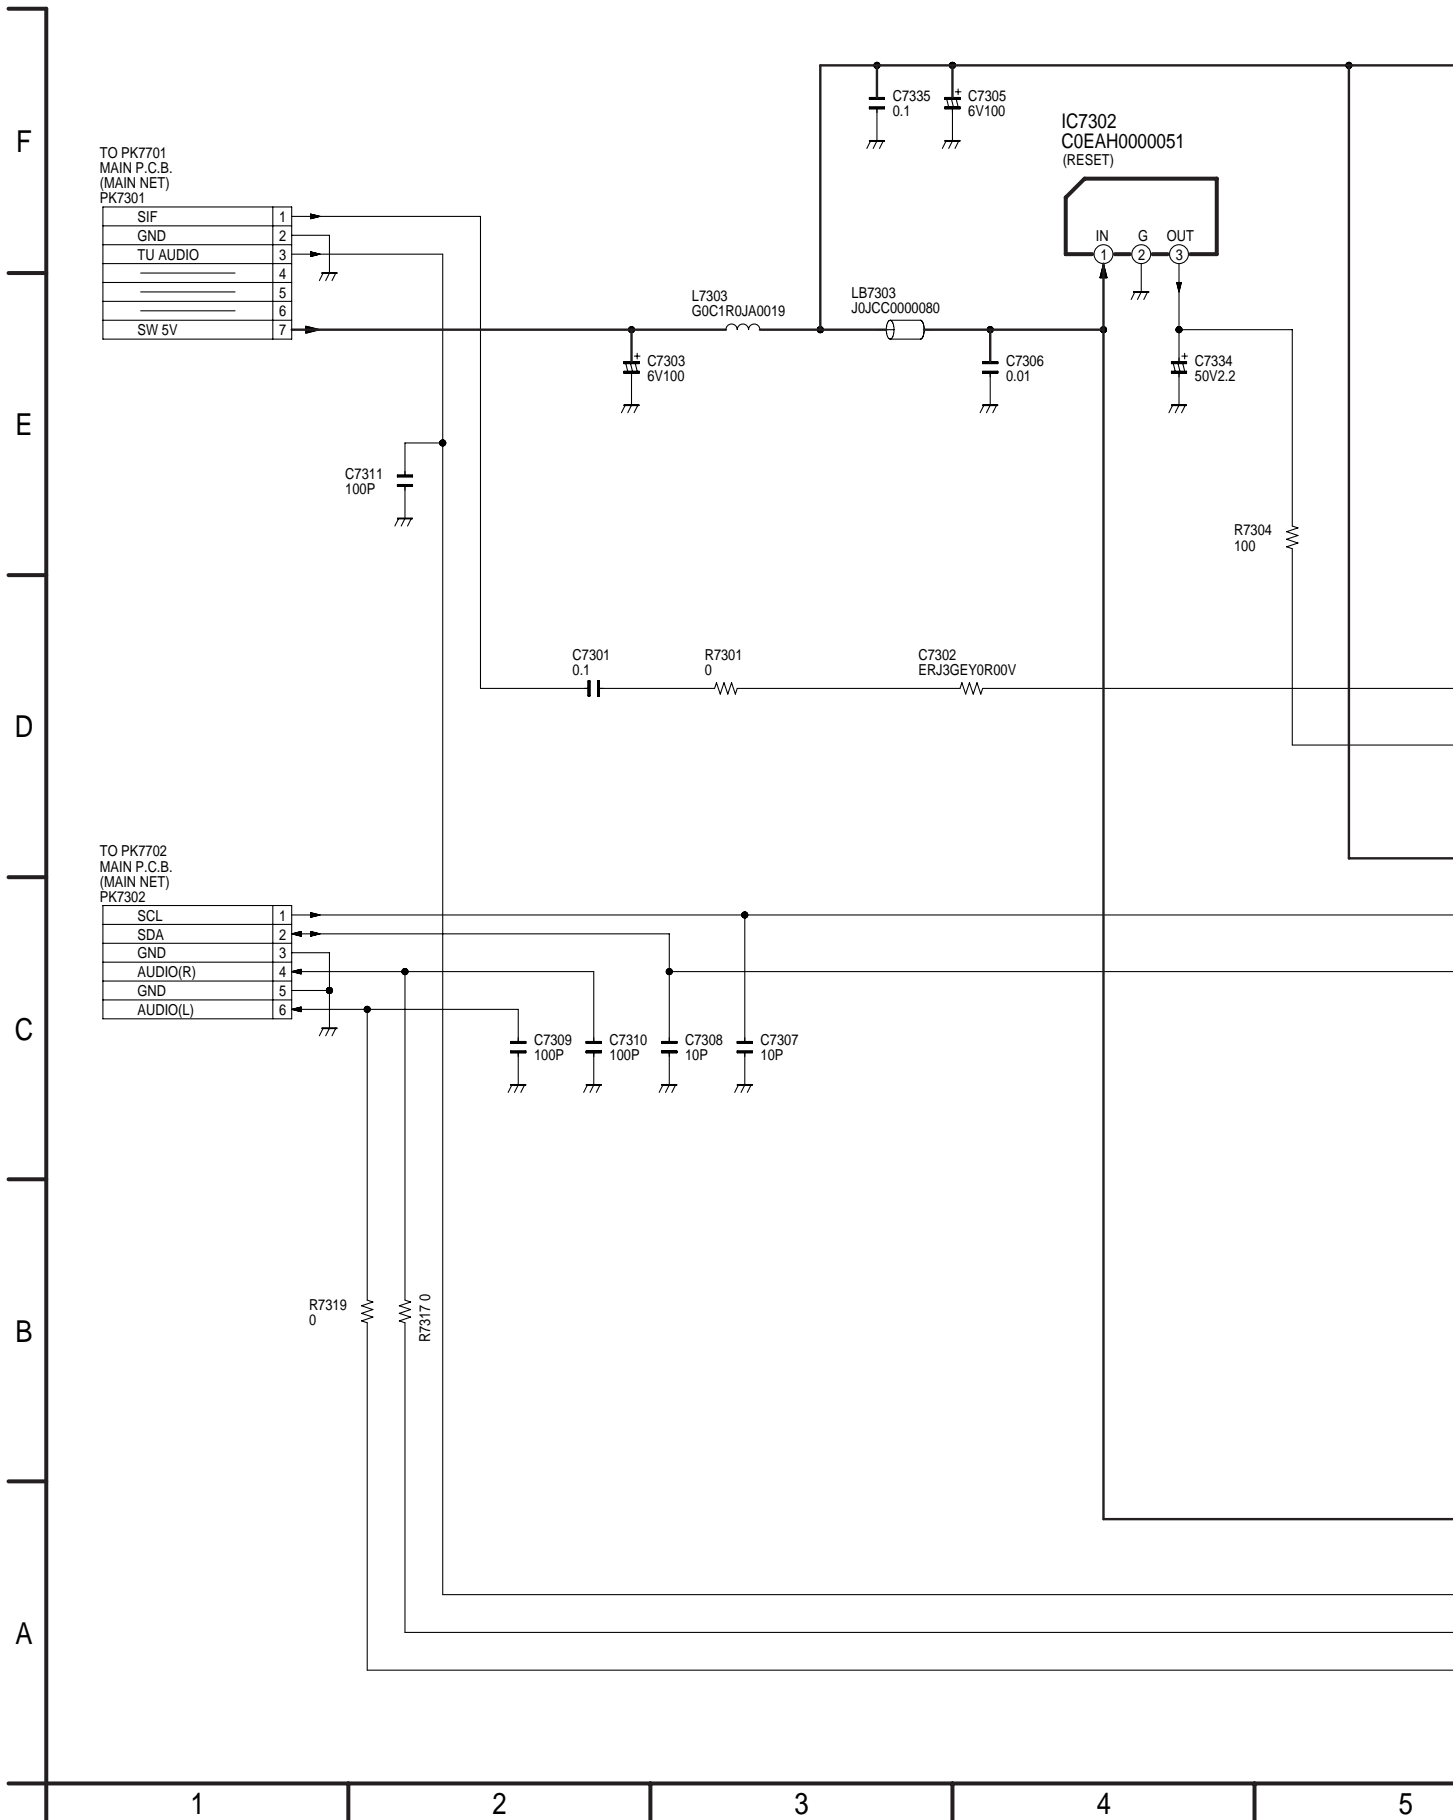 F
C7335
0.1
+
C7305
6V100
IC7302
C0EAH0000051
(RESET)
IN G OUT
1 2 3
TO PK7701
MAIN P.C.B.
(MAIN NET)
PK7301
SIF 1
GND 2
TU AUDIO 3
4
5
6
SW 5V 7
L7303
G0C1R0JA0019
LB7303
J0JCC0000080
+
C7303
6V100
C7306
0.01
+
C7334
50V2.2
E
C7311
100P
R7304
100
C7301
0.1
R7301
0
C7302
ERJ3GEY0R00V
D
TO PK7702
MAIN P.C.B.
(MAIN NET)
PK7302
SCL 1
SDA 2
GND 3
AUDIO(R) 4
GND 5
AUDIO(L) 6
C
C7309
100P
C7310
100P
C7308
10P
C7307
10P
R7319
0
R7317 0
B
A
1 2 3 4 5